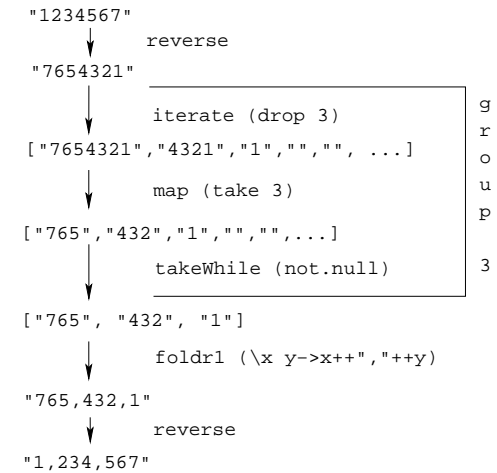 "1234567"
reverse
"7654321"
iterate (drop 3)
["7654321","4321","1","","", ...]
map (take 3)
["765","432","1","","",...]
takeWhile (not.null)
["765", "432", "1"]
foldr1 (\x y->x++","++y)
"765,432,1"
reverse
"1,234,567"
group 3